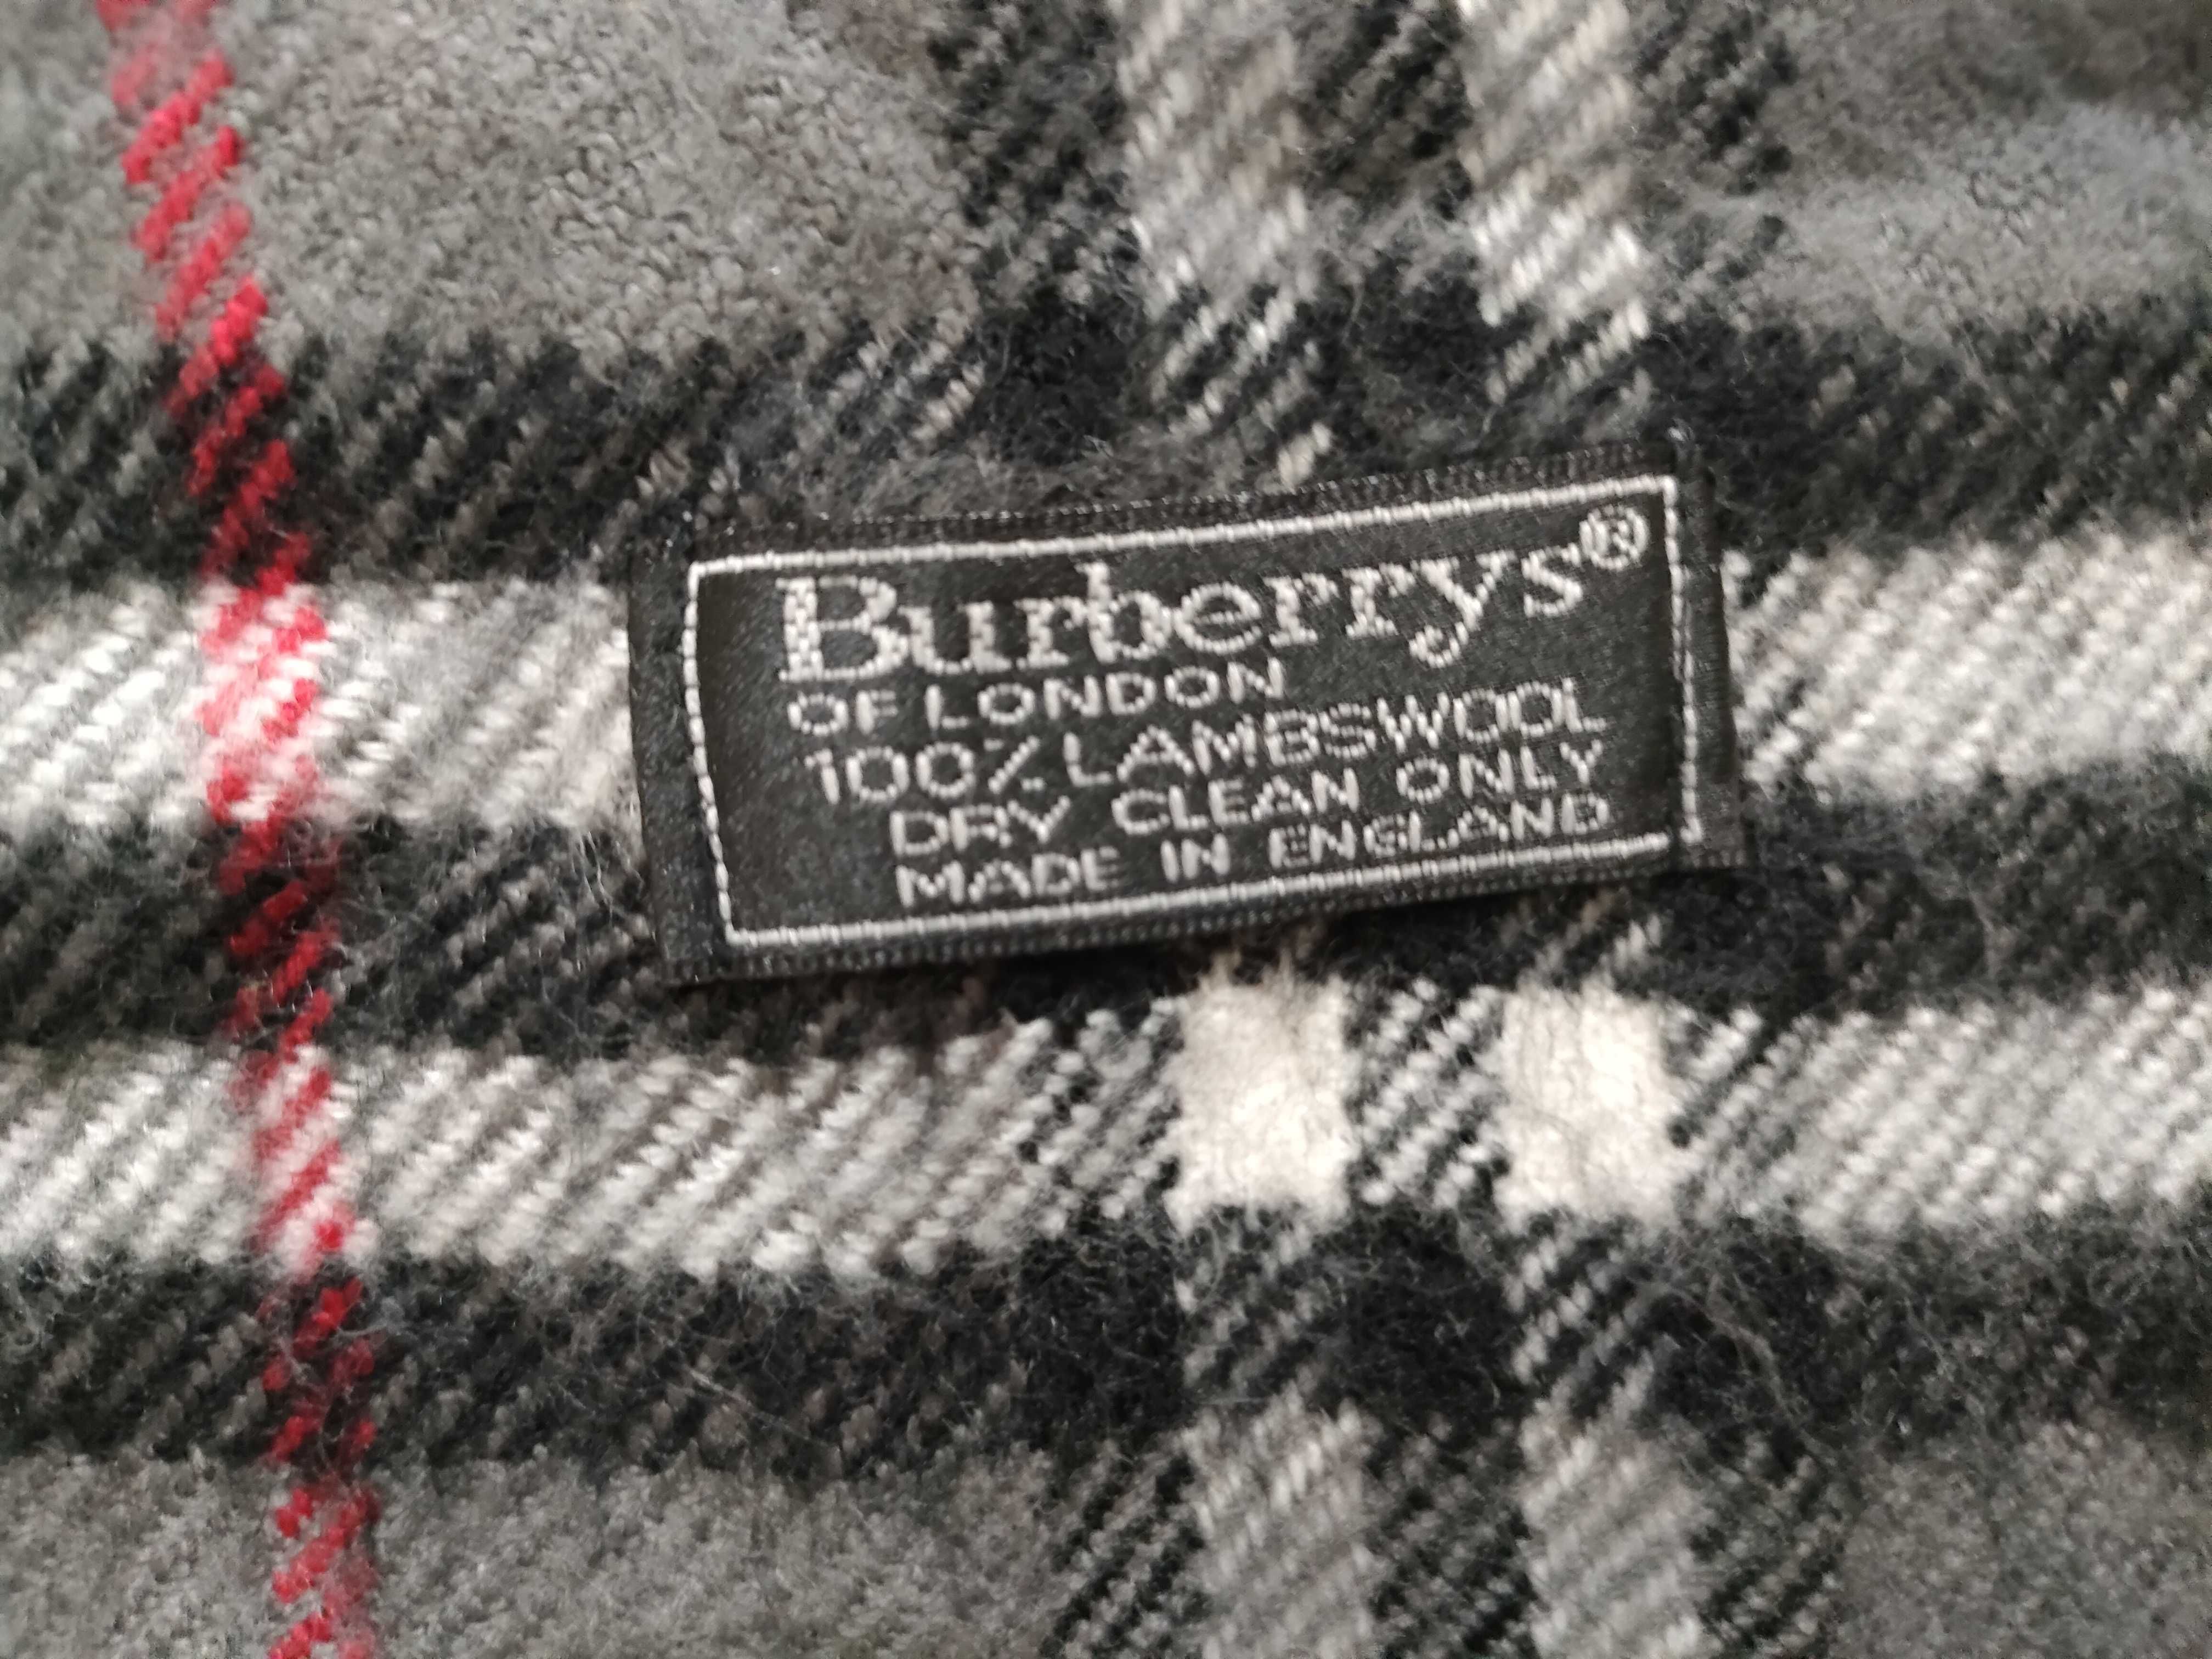 Burberrys®
OF LONDON
100% LAMBSWOOL
DRY CLEAN ONLY
MADE IN ENGLAND